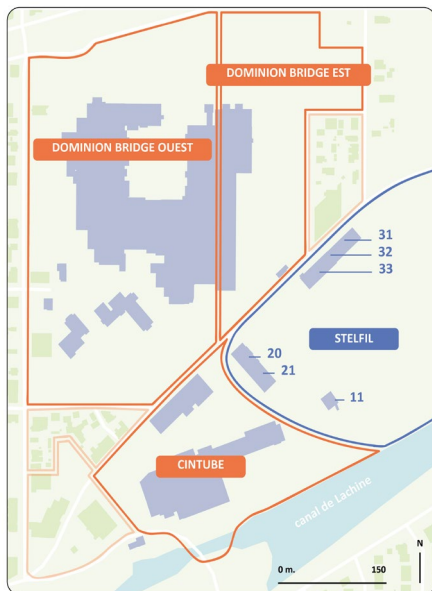 DOMINION BRIDGE EST
DOMINION BRIDGE OUEST
31
32
33
STELFIL
20
21
11
CINTUBE
canal de Lachine
N
0 m. 150